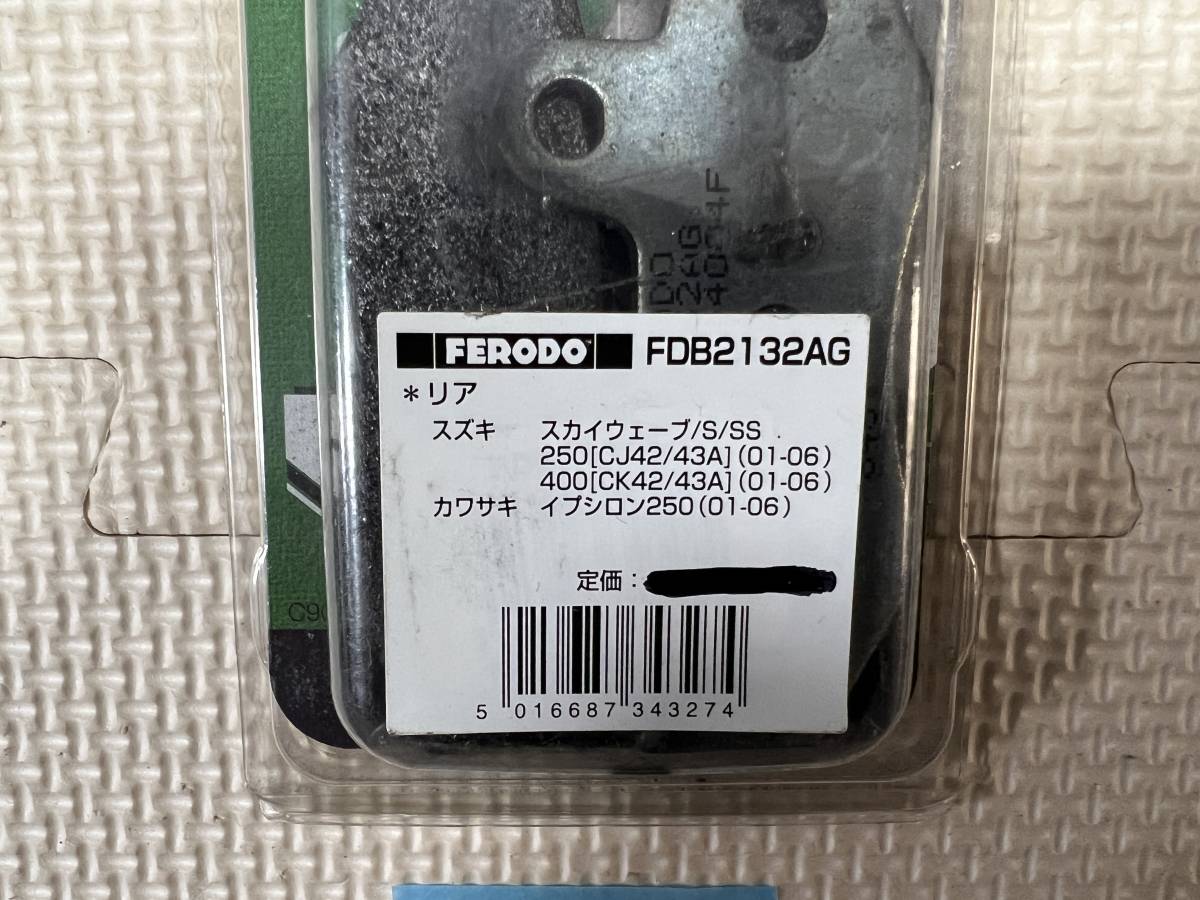 FERODO FDB2132AG
*リア
スズキ スカイウェーブ/S/SS
250[CJ42/43A](01-06)
400[CK42/43A](01-06)
カワサキ イプシロン250(01-06)
定価:
5 016687 343274